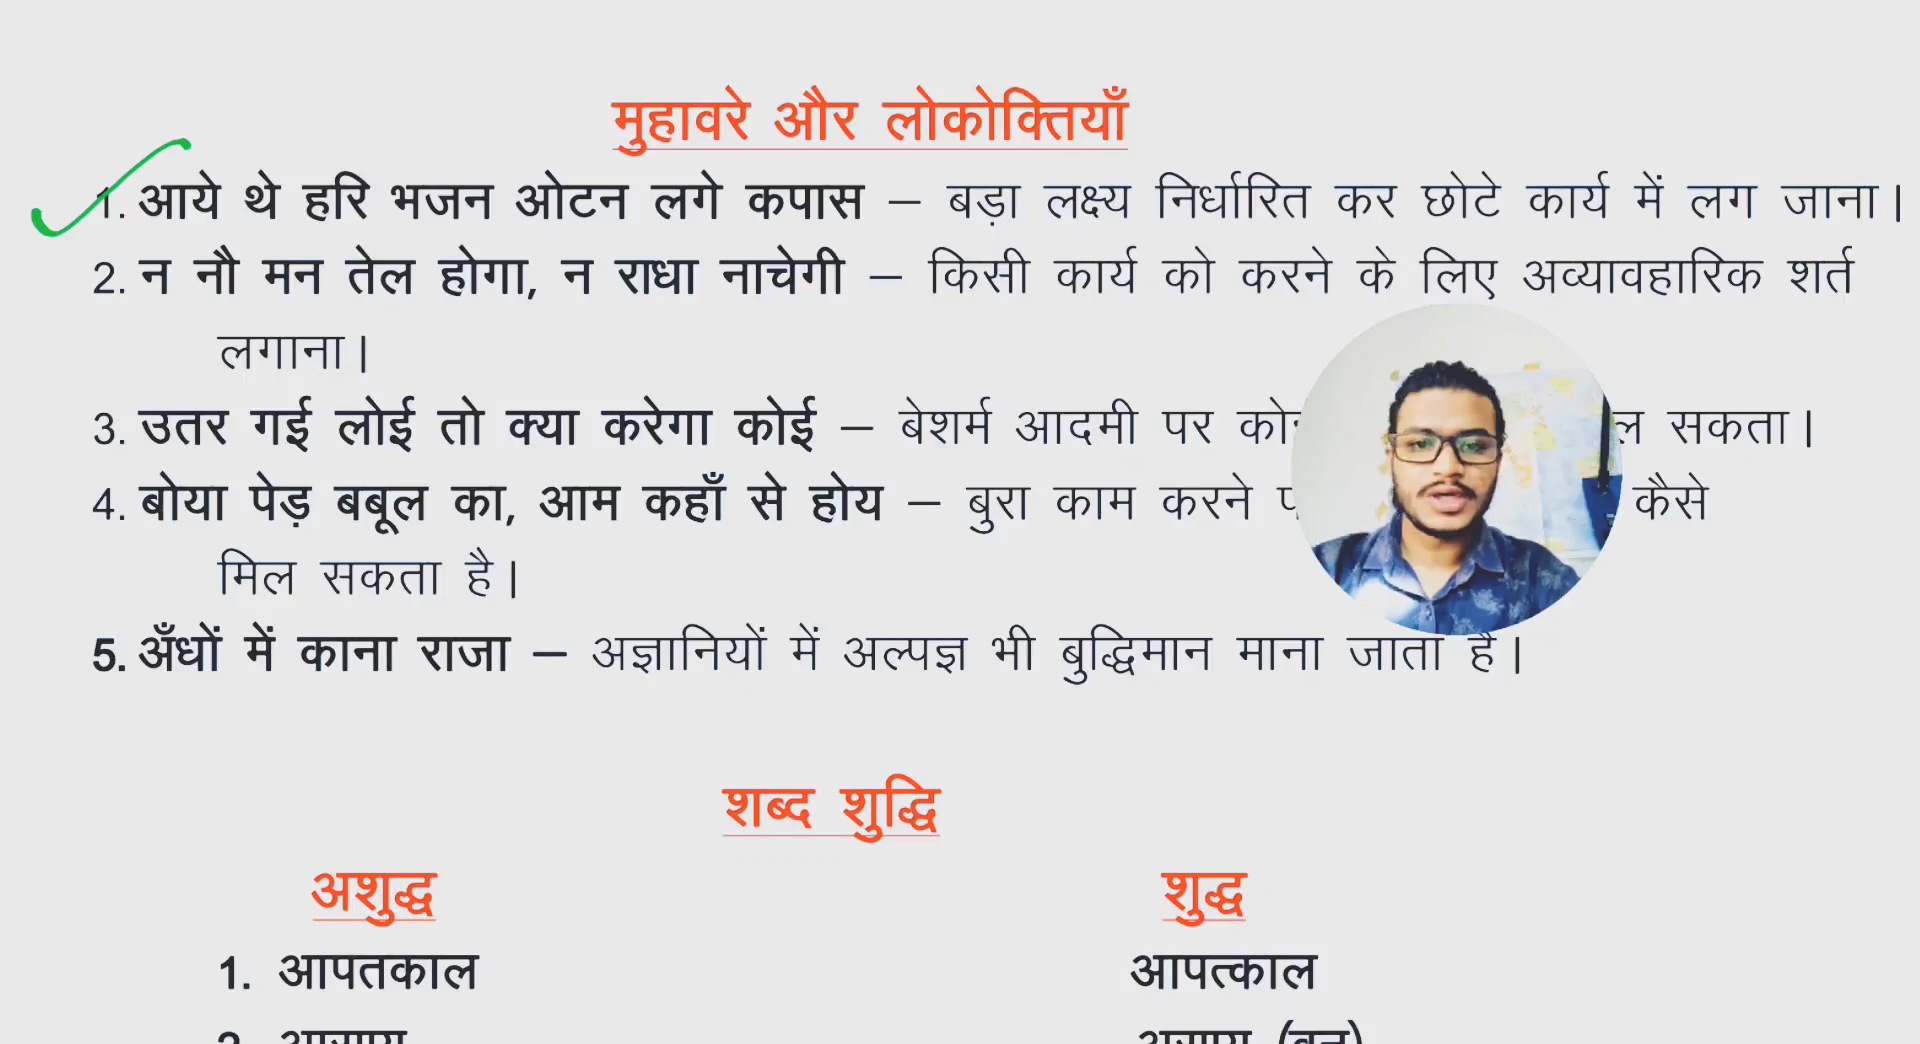 मुहावरे और लोकोक्तियाँ
1. आये थे हरि भजन ओटन लगे कपास – बड़ा लक्ष्य निर्धारित कर छोटे कार्य में लग जाना।
2. न नौ मन तेल होगा, न राधा नाचेगी – किसी कार्य को करने के लिए अव्यावहारिक शर्त
लगाना।
3. उतर गई लोई तो क्या करेगा कोई – बेशर्म आदमी पर सकता।
4. बोया पेड़ बबूल का, आम कहाँ से होय – बुरा काम करने कैसे
मिल सकता है।
5. अँधों में काना राजा – अज्ञानियों में अल्पज्ञ भी बुद्धिमान माना जाता है।
शब्द शुद्धि
अशुद्ध शुद्ध
1. आपतकाल आपत्काल
2.